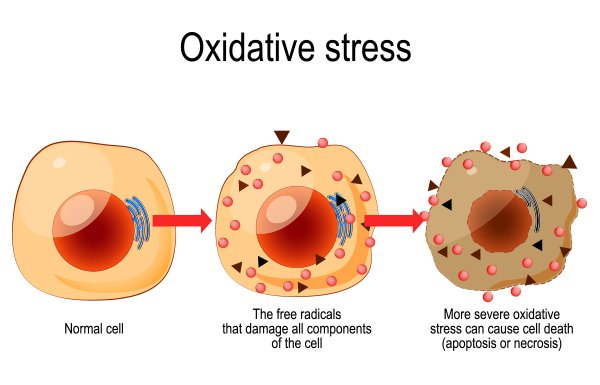 Oxidative stress
Normal cell
The free radicals
that damage all components
of the cell
More severe oxidative
stress can cause cell death
(apoptosis or necrosis)